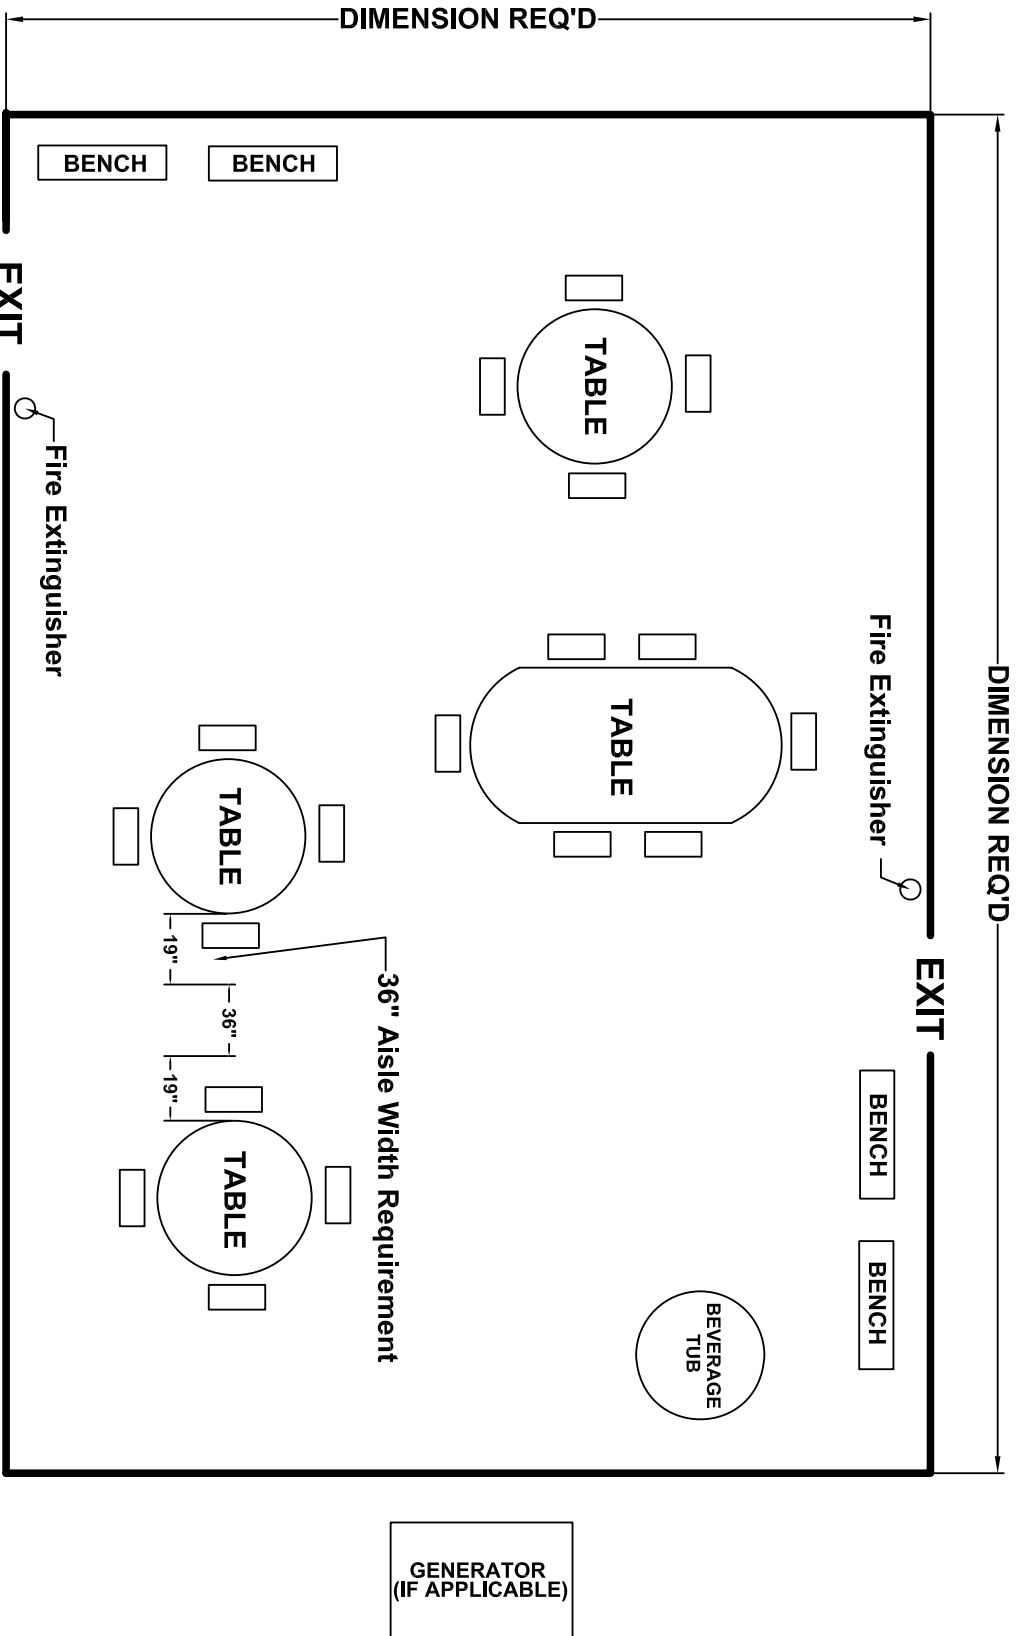 DIMENSION REQ'D
BENCH
BENCH
EXIT
Fire Extinguisher
TABLE
TABLE
Fire Extinguisher
DIMENSION REQ'D
EXIT
TABLE
19"
36"
19"
36" Aisle Width Requirement
TABLE
BENCH
BENCH
BEVERAGE
TUB
GENERATOR
(IF APPLICABLE)